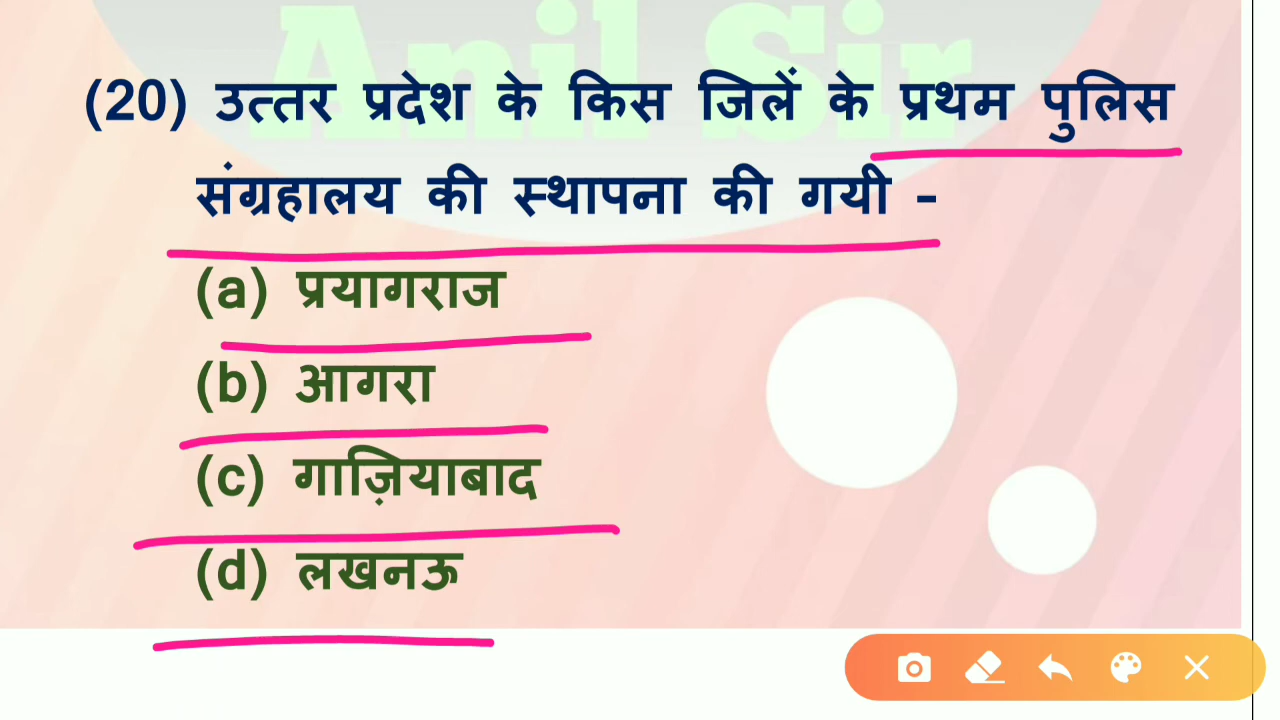 Anil Sir
(20) उत्तर प्रदेश के किस जिलें के प्रथम पुलिस
संग्रहालय की स्थापना की गयी -
(a) प्रयागराज
(b) आगरा
(c) गाज़ियाबाद
(d) लखनऊ